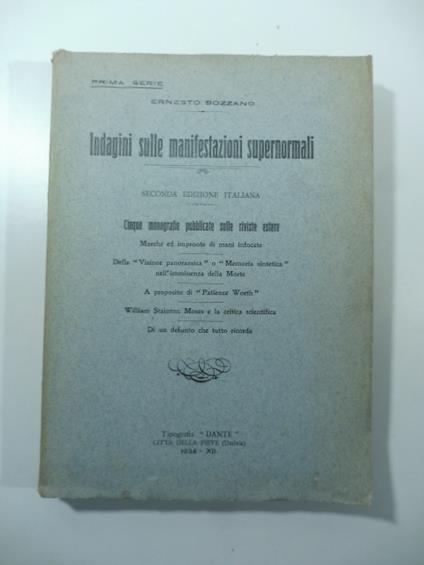 PRIMA SERIE
ERNESTO BOZZANO
Indagini sulle manifestazioni supernormali
SECONDA EDIZIONE ITALIANA
Cinque monografie pubblicate sulle riviste estere
Marche ed impronte di mani infocate
Della "Visione panoramica" o "Memoria sintetica"
nell'imminenza della Morte
A proposito di "Patience Worth"
William Stainton Moses e la critica scientifica
Di un defunto che tutto ricorda
Tipografia "DANTE"
CITTÀ DELLA PIEVE (Umbria)
1934 - XII